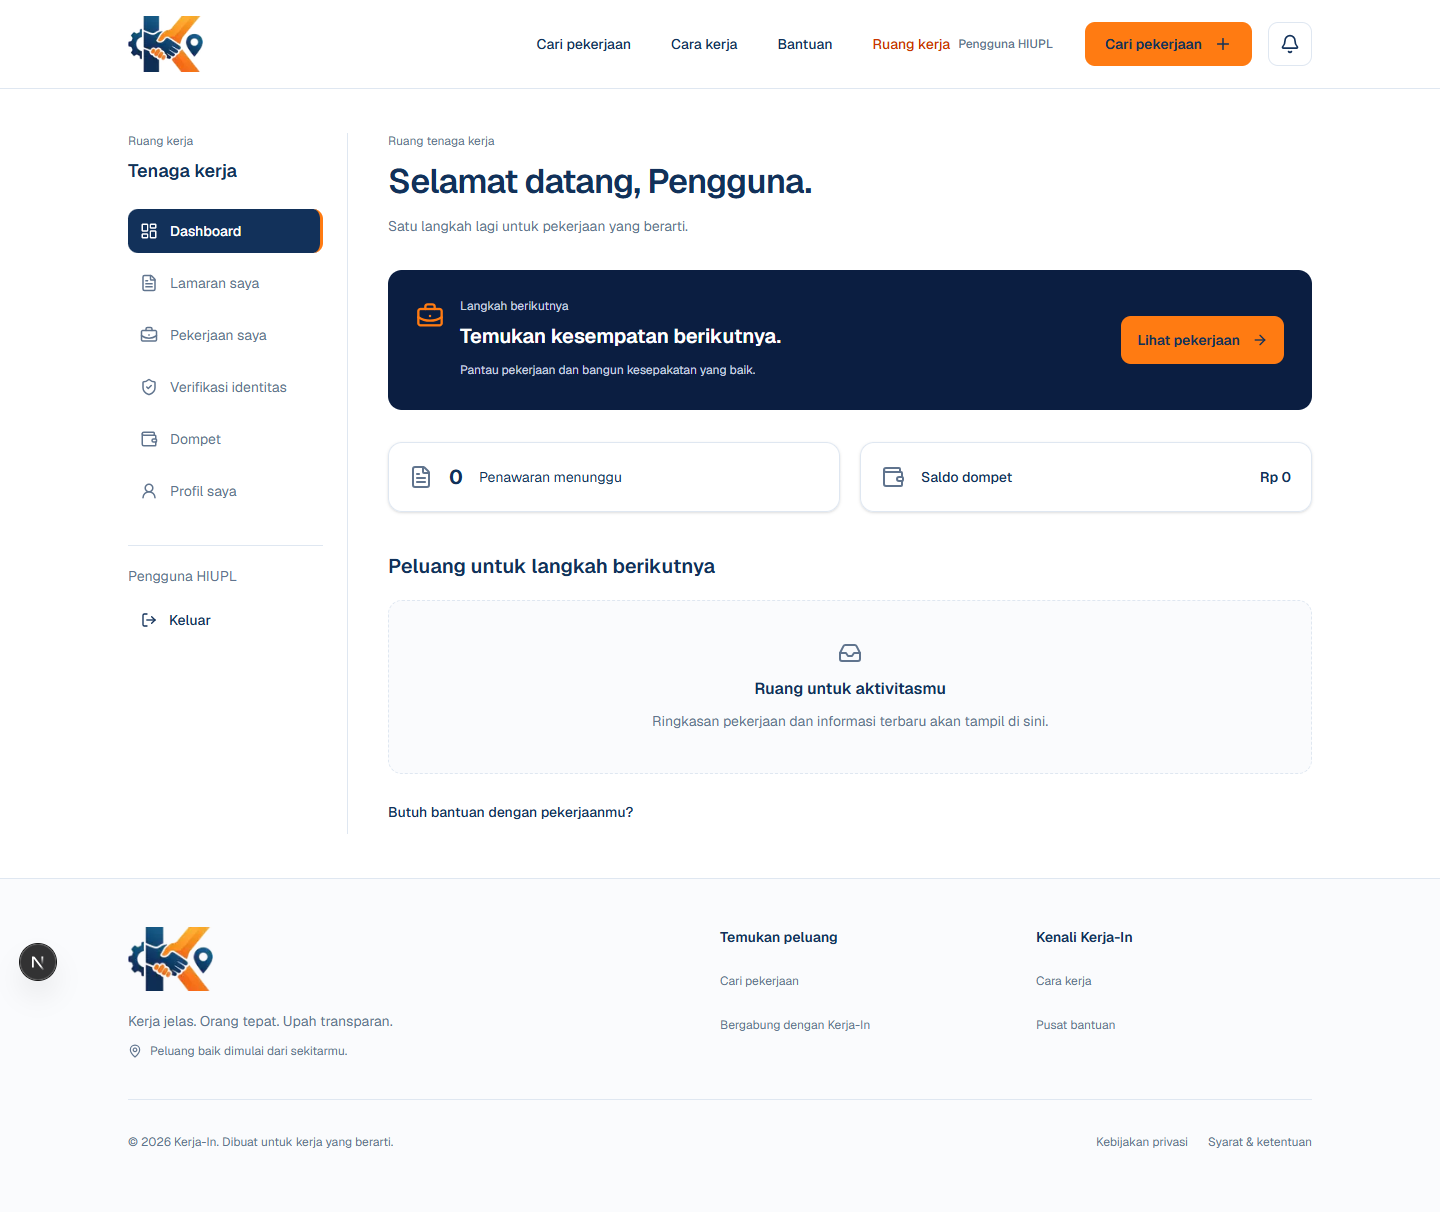 Cari pekerjaan
Cara kerja
Bantuan
Ruang kerja Pengguna HIUPL
Cari pekerjaan
Ruang kerja
Tenaga kerja
Dashboard
Lamaran saya
Pekerjaan saya
Verifikasi identitas
Dompet
Profil saya
Pengguna HIUPL
Keluar
Ruang tenaga kerja
Selamat datang, Pengguna.
Satu langkah lagi untuk pekerjaan yang berarti.
Langkah berikutnya
Temukan kesempatan berikutnya.
Pantau pekerjaan dan bangun kesepakatan yang baik.
Lihat pekerjaan
0 Penawaran menunggu
Saldo dompet Rp 0
Peluang untuk langkah berikutnya
Ruang untuk aktivitasmu
Ringkasan pekerjaan dan informasi terbaru akan tampil di sini.
Butuh bantuan dengan pekerjaanmu?
N
K
Kerja jelas. Orang tepat. Upah transparan.
Peluang baik dimulai dari sekitarmu.
Temukan peluang
Cari pekerjaan
Bergabung dengan Kerja-In
Kenali Kerja-In
Cara kerja
Pusat bantuan
© 2026 Kerja-In. Dibuat untuk kerja yang berarti.
Kebijakan privasi
Syarat & ketentuan